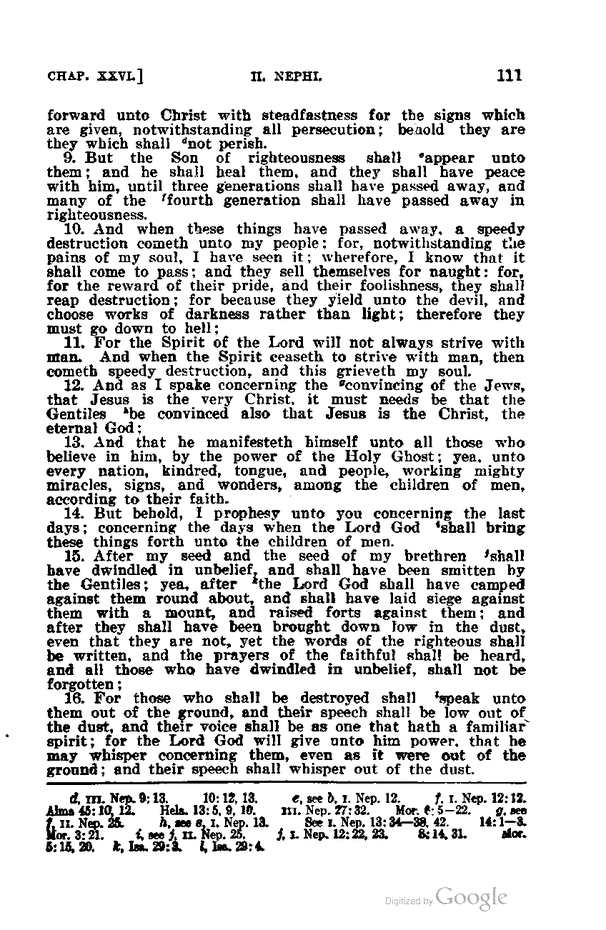 CHAP. XXVI.] II. NEPHI. 111
forward unto Christ with steadfastness for the signs which
are given, notwithstanding all persecution; behold they are
they which shall ᵈnot perish.
9. But the Son of righteousness shall ᵉappear unto
them; and he shall heal them, and they shall have peace
with him, until three generations shall have passed away, and
many of the ᶠfourth generation shall have passed away in
righteousness.
10. And when these things have passed away, a speedy
destruction cometh unto my people; for, notwithstanding the
pains of my soul, I have seen it; wherefore, I know that it
shall come to pass; and they sell themselves for naught: for,
for the reward of their pride, and their foolishness, they shall
reap destruction; for because they yield unto the devil, and
choose works of darkness rather than light; therefore they
must go down to hell;
11. For the Spirit of the Lord will not always strive with
man. And when the Spirit ceaseth to strive with man, then
cometh speedy destruction, and this grieveth my soul.
12. And as I spake concerning the ᵍconvincing of the Jews,
that Jesus is the very Christ, it must needs be that the
Gentiles ʰbe convinced also that Jesus is the Christ, the
eternal God;
13. And that he manifesteth himself unto all those who
believe in him, by the power of the Holy Ghost; yea, unto
every nation, kindred, tongue, and people, working mighty
miracles, signs, and wonders, among the children of men,
according to their faith.
14. But behold, I prophesy unto you concerning the last
days; concerning the days when the Lord God ⁱshall bring
these things forth unto the children of men.
15. After my seed and the seed of my brethren ʲshall
have dwindled in unbelief, and shall have been smitten by
the Gentiles; yea, after ᵏthe Lord God shall have camped
against them round about, and shall have laid siege against
them with a mount, and raised forts against them; and
after they shall have been brought down low in the dust,
even that they are not, yet the words of the righteous shall
be written, and the prayers of the faithful shall be heard,
and all those who have dwindled in unbelief, shall not be
forgotten;
16. For those who shall be destroyed shall ˡspeak unto
them out of the ground, and their speech shall be low out of
the dust, and their voice shall be as one that hath a familiar
spirit; for the Lord God will give unto him power, that he
may whisper concerning them, even as it were out of the
ground; and their speech shall whisper out of the dust.
d, III. Nep. 9:13. 10:12, 13. e, see b, I. Nep. 12. f, I. Nep. 12:12.
Alma 45:10, 12. Hela. 13:5, 9, 10. III. Nep. 27:32. Mor. 6:5—22. g, see
f, II. Nep. 25. h, see s, I. Nep. 13. See I. Nep. 13:34—38, 42. 14:1—3.
Mor. 3:21. i, see f, II. Nep. 25. j, I. Nep. 12:22, 23. 8:14, 31. Mor.
5:15, 20. k, Isa. 29:3. l, Isa. 29:4.
Digitized by Google